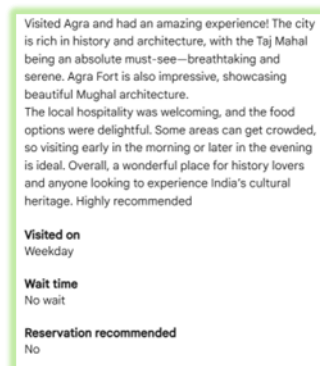 Visited Agra and had an amazing experience! The city
is rich in history and architecture, with the Taj Mahal
being an absolute must-see—breathtaking and
serene. Agra Fort is also impressive, showcasing
beautiful Mughal architecture.
The local hospitality was welcoming, and the food
options were delightful. Some areas can get crowded,
so visiting early in the morning or later in the evening
is ideal. Overall, a wonderful place for history lovers
and anyone looking to experience India's cultural
heritage. Highly recommended
Visited on
Weekday
Wait time
No wait
Reservation recommended
No